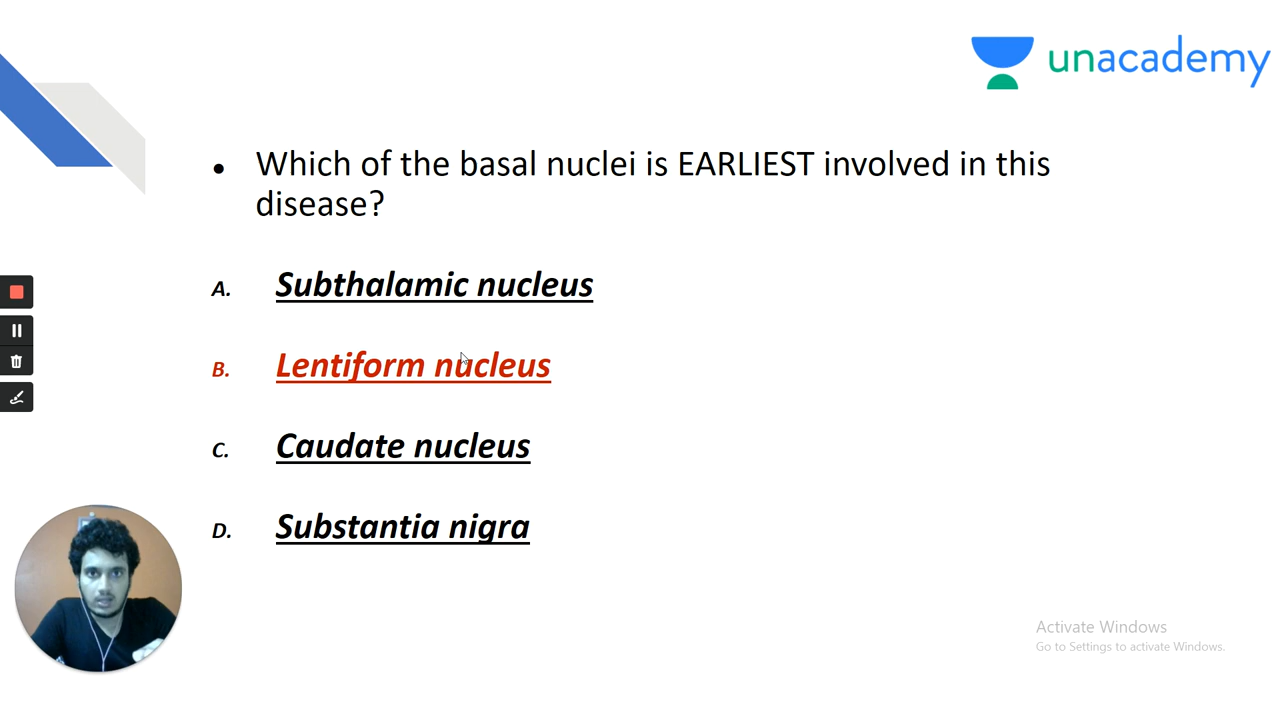 unacademy
• Which of the basal nuclei is EARLIEST involved in this
disease?
A. Subthalamic nucleus
B. Lentiform nucleus
C. Caudate nucleus
D. Substantia nigra
Activate Windows
Go to Settings to activate Windows.